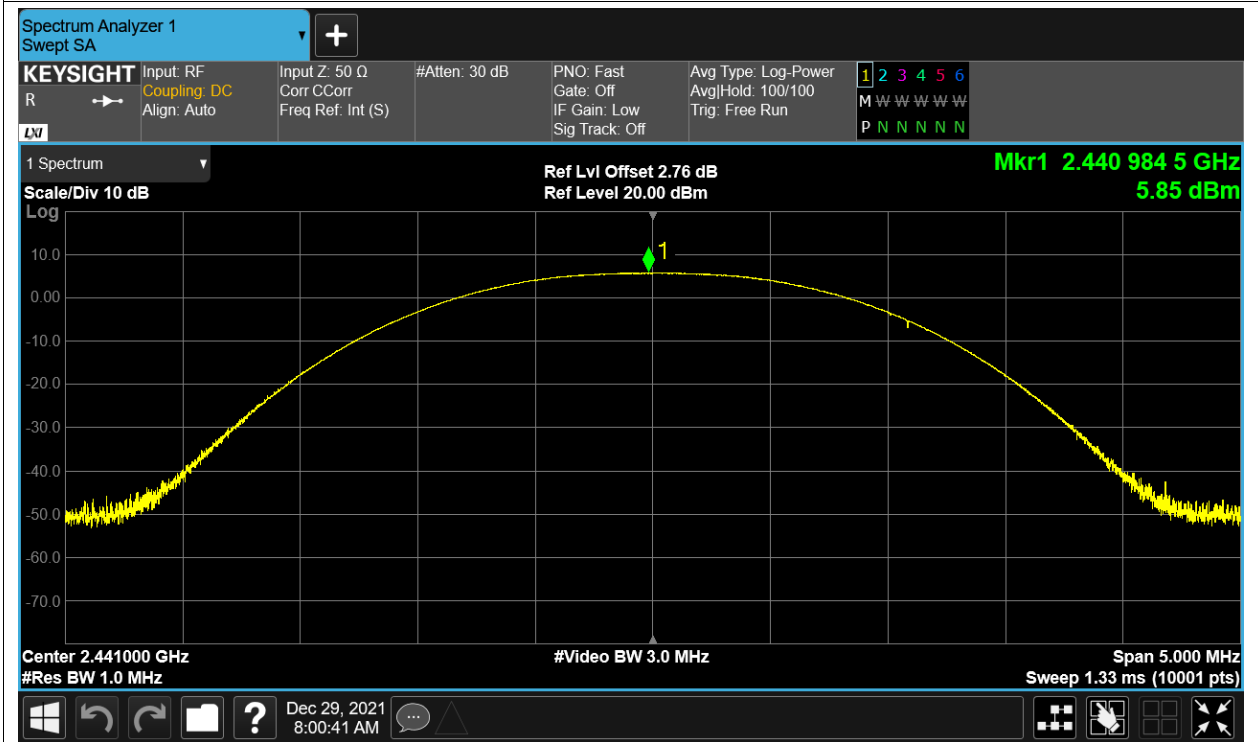 Spectrum Analyzer 1
Swept SA
+
KEYSIGHT
R
LXI
Input: RF
Coupling: DC
Align: Auto
Input Z: 50 Ω
Corr CCorr
Freq Ref: Int (S)
#Atten: 30 dB
PNO: Fast
Gate: Off
IF Gain: Low
Sig Track: Off
Avg Type: Log-Power
Avg|Hold: 100/100
Trig: Free Run
1 2 3 4 5 6
M W W W W W
P N N N N N
1 Spectrum
Scale/Div 10 dB
Log
Ref Lvl Offset 2.76 dB
Ref Level 20.00 dBm
Mkr1 2.440 984 5 GHz
5.85 dBm
1
10.0
0.00
-10.0
-20.0
-30.0
-40.0
-50.0
-60.0
-70.0
Center 2.441000 GHz
#Res BW 1.0 MHz
#Video BW 3.0 MHz
Span 5.000 MHz
Sweep 1.33 ms (10001 pts)
?
Dec 29, 2021
8:00:41 AM